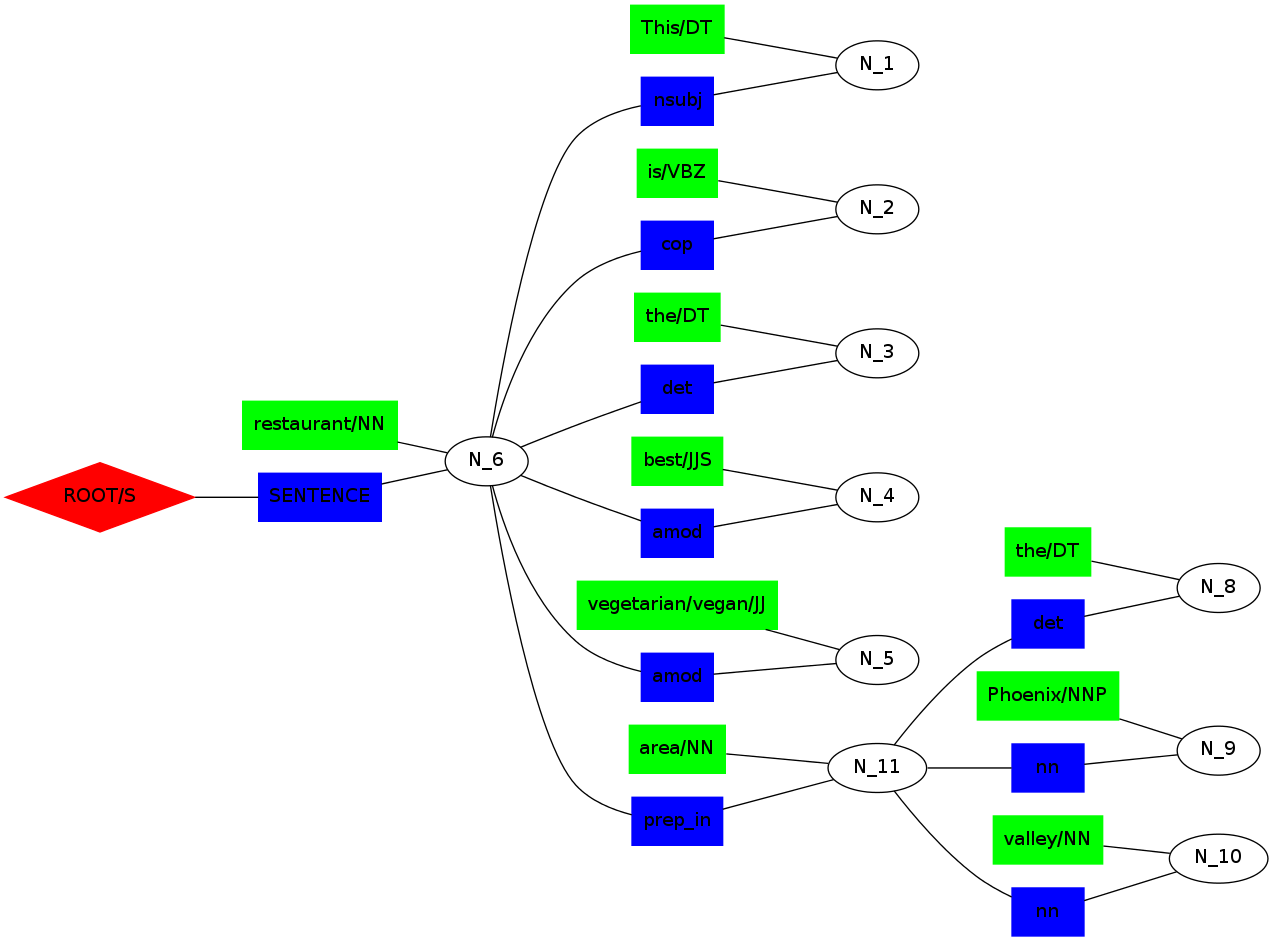 This/DT
N_1
nsubj
is/VBZ
N_2
cop
the/DT
N_3
det
restaurant/NN
best/JJS
N_6
N_4
ROOT/S
SENTENCE
amod
the/DT
N_8
vegetarian/vegan/JJ
det
N_5
amod
Phoenix/NNP
area/NN
N_9
N_11
nn
prep_in
valley/NN
N_10
nn